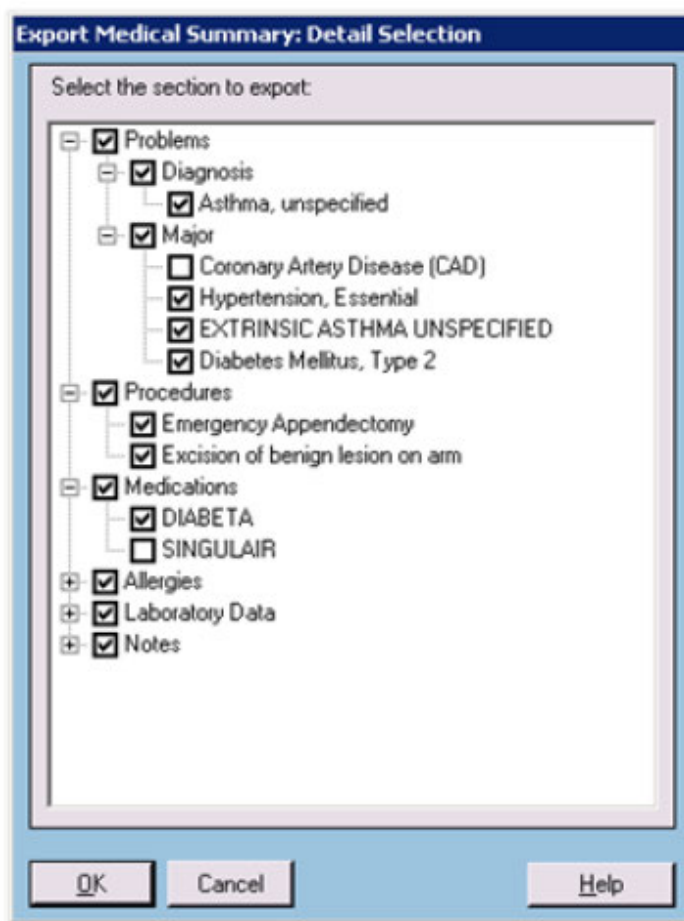 Export Medical Summary: Detail Selection
Select the section to export:
Problems
Diagnosis
Asthma, unspecified
Major
Coronary Artery Disease (CAD)
Hypertension, Essential
EXTRINSIC ASTHMA UNSPECIFIED
Diabetes Mellitus, Type 2
Procedures
Emergency Appendectomy
Excision of benign lesion on arm
Medications
DIABETA
SINGULAIR
Allergies
Laboratory Data
Notes
OK Cancel Help